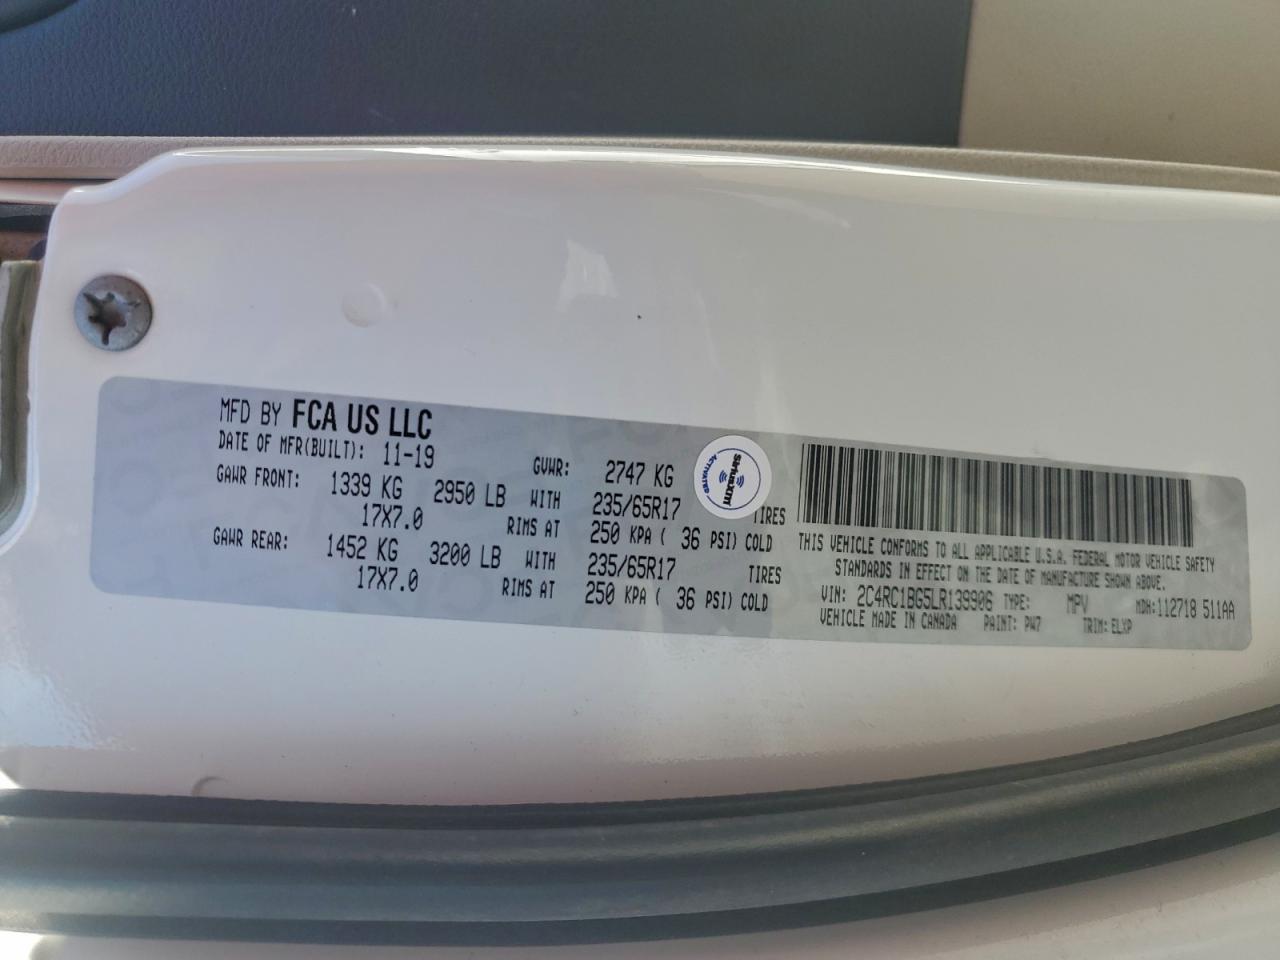 MFD BY FCA US LLC
DATE OF MFR(BUILT): 11-19 GVWR: 2747 KG
GAWR FRONT: 1339 KG 2950 LB WITH 235/65R17 TIRES
17X7.0 RIMS AT 250 KPA ( 36 PSI) COLD
GAWR REAR: 1452 KG 3200 LB WITH 235/65R17 TIRES
17X7.0 RIMS AT 250 KPA ( 36 PSI) COLD
SiriusXM
ACTIVATED
THIS VEHICLE CONFORMS TO ALL APPLICABLE U.S.A. FEDERAL MOTOR VEHICLE SAFETY
STANDARDS IN EFFECT ON THE DATE OF MANUFACTURE SHOWN ABOVE.
VIN: 2C4RC1BG5LR139906 TYPE: MPV MDH:112718 511AA
VEHICLE MADE IN CANADA PAINT: PW7 TRIM: ELXP